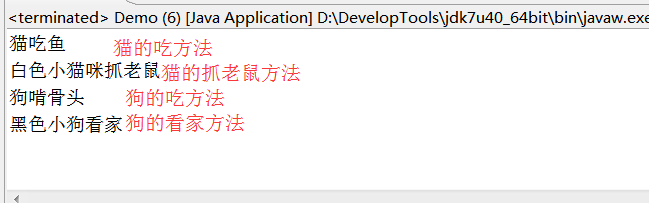 <terminated> Demo (6) [Java Application] D:\DevelopTools\jdk7u40_64bit\bin\javaw.exe
猫吃鱼 猫的吃方法
白色小猫咪抓老鼠 猫的抓老鼠方法
狗啃骨头 狗的吃方法
黑色小狗看家 狗的看家方法